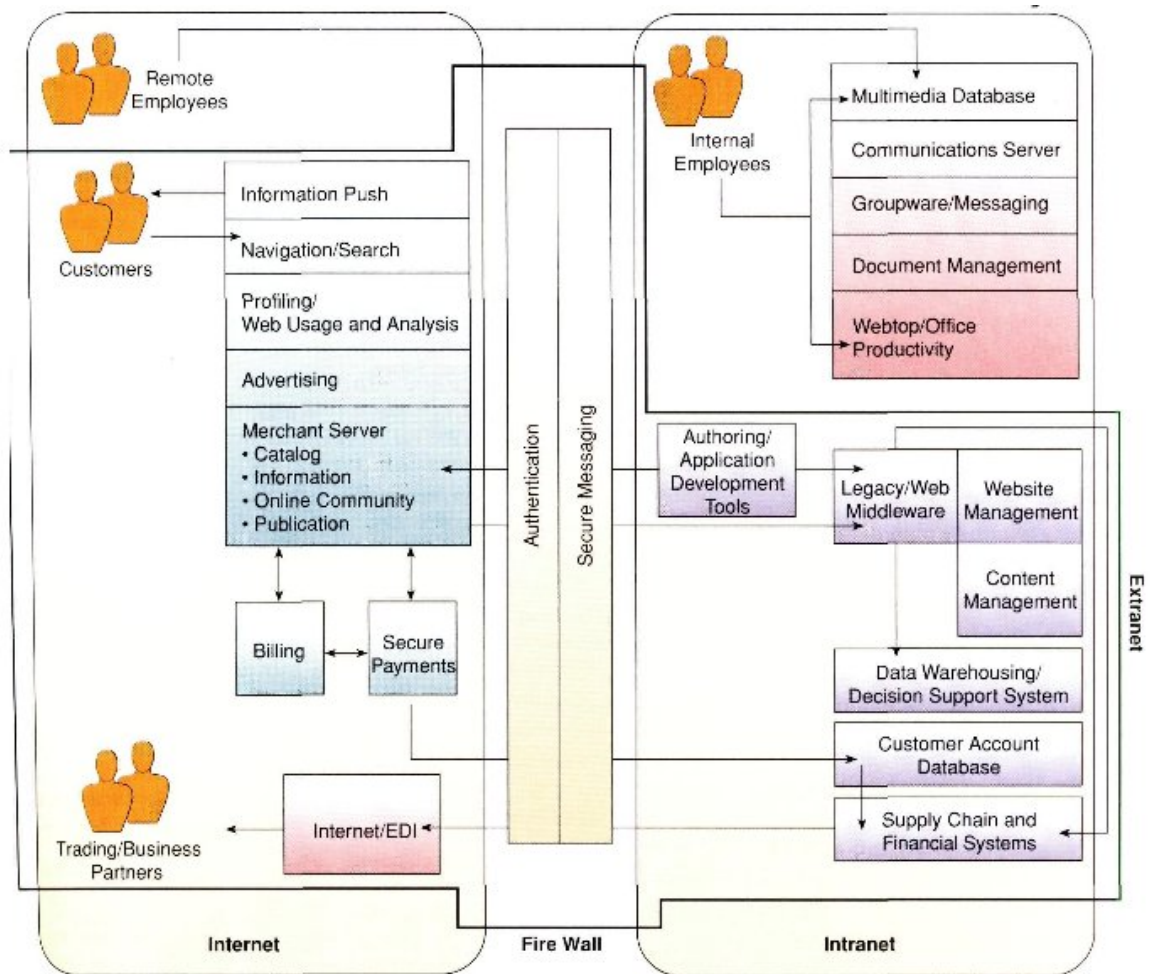 Remote
Employees
Customers
Information Push
Navigation/Search
Profiling/
Web Usage and Analysis
Advertising
Merchant Server
• Catalog
• Information
• Online Community
• Publication
Billing
Secure
Payments
Trading/Business
Partners
Internet/EDI
Internet
Authentication
Secure Messaging
Fire Wall
Internal
Employees
Multimedia Database
Communications Server
Groupware/Messaging
Document Management
Webtop/Office
Productivity
Authoring/
Application
Development
Tools
Legacy/Web
Middleware
Website
Management
Content
Management
Data Warehousing/
Decision Support System
Customer Account
Database
Supply Chain and
Financial Systems
Intranet
Extranet